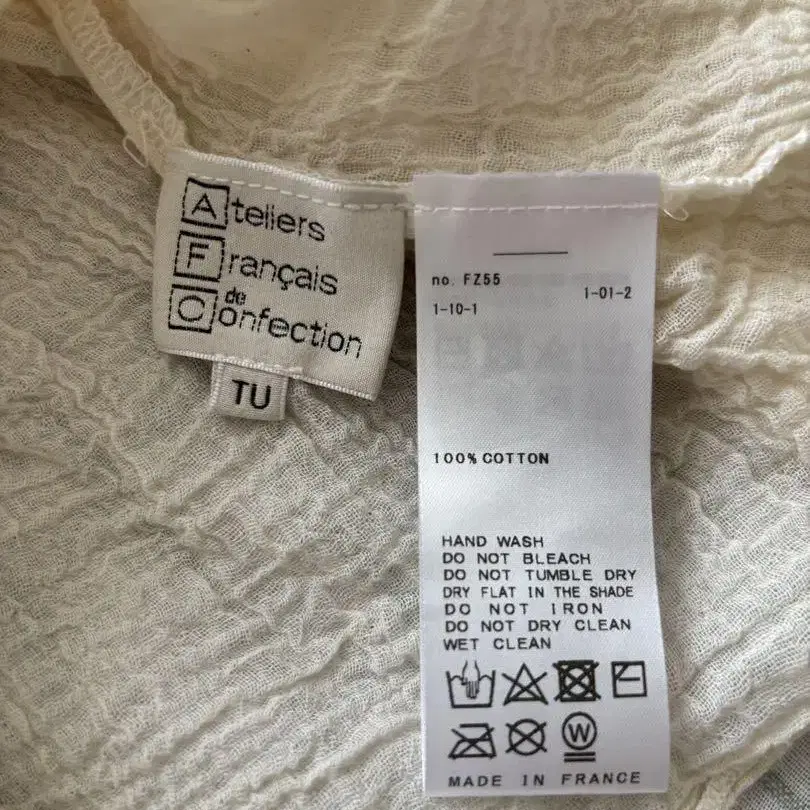 Ateliers
Français
de
Confection
TU
no. FZ55
1-01-2
1-10-1
100% COTTON
HAND WASH
DO NOT BLEACH
DO NOT TUMBLE DRY
DRY FLAT IN THE SHADE
DO NOT IRON
DO NOT DRY CLEAN
WET CLEAN
W
MADE IN FRANCE